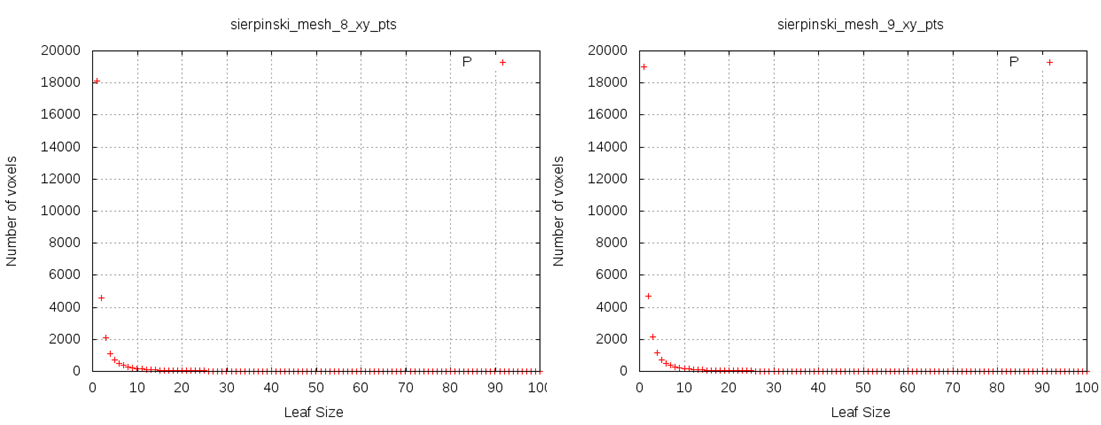 sierpinski_mesh_8_xy_pts
20000
18000
16000
14000
12000
10000
8000
6000
4000
2000
0
Number of voxels
P
0 10 20 30 40 50 60 70 80 90 100
Leaf Size
sierpinski_mesh_9_xy_pts
20000
18000
16000
14000
12000
10000
8000
6000
4000
2000
0
Number of voxels
P
0 10 20 30 40 50 60 70 80 90 100
Leaf Size